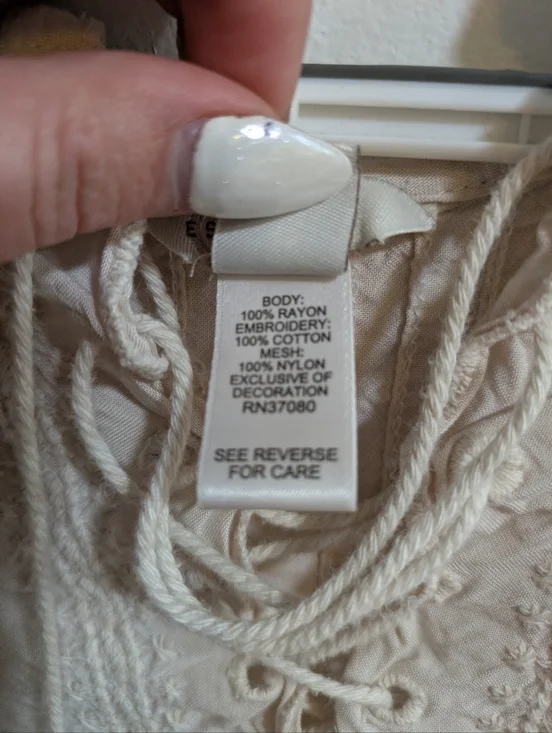 BODY:
100% RAYON
EMBROIDERY:
100% COTTON
MESH:
100% NYLON
EXCLUSIVE OF
DECORATION
RN37080
SEE REVERSE
FOR CARE